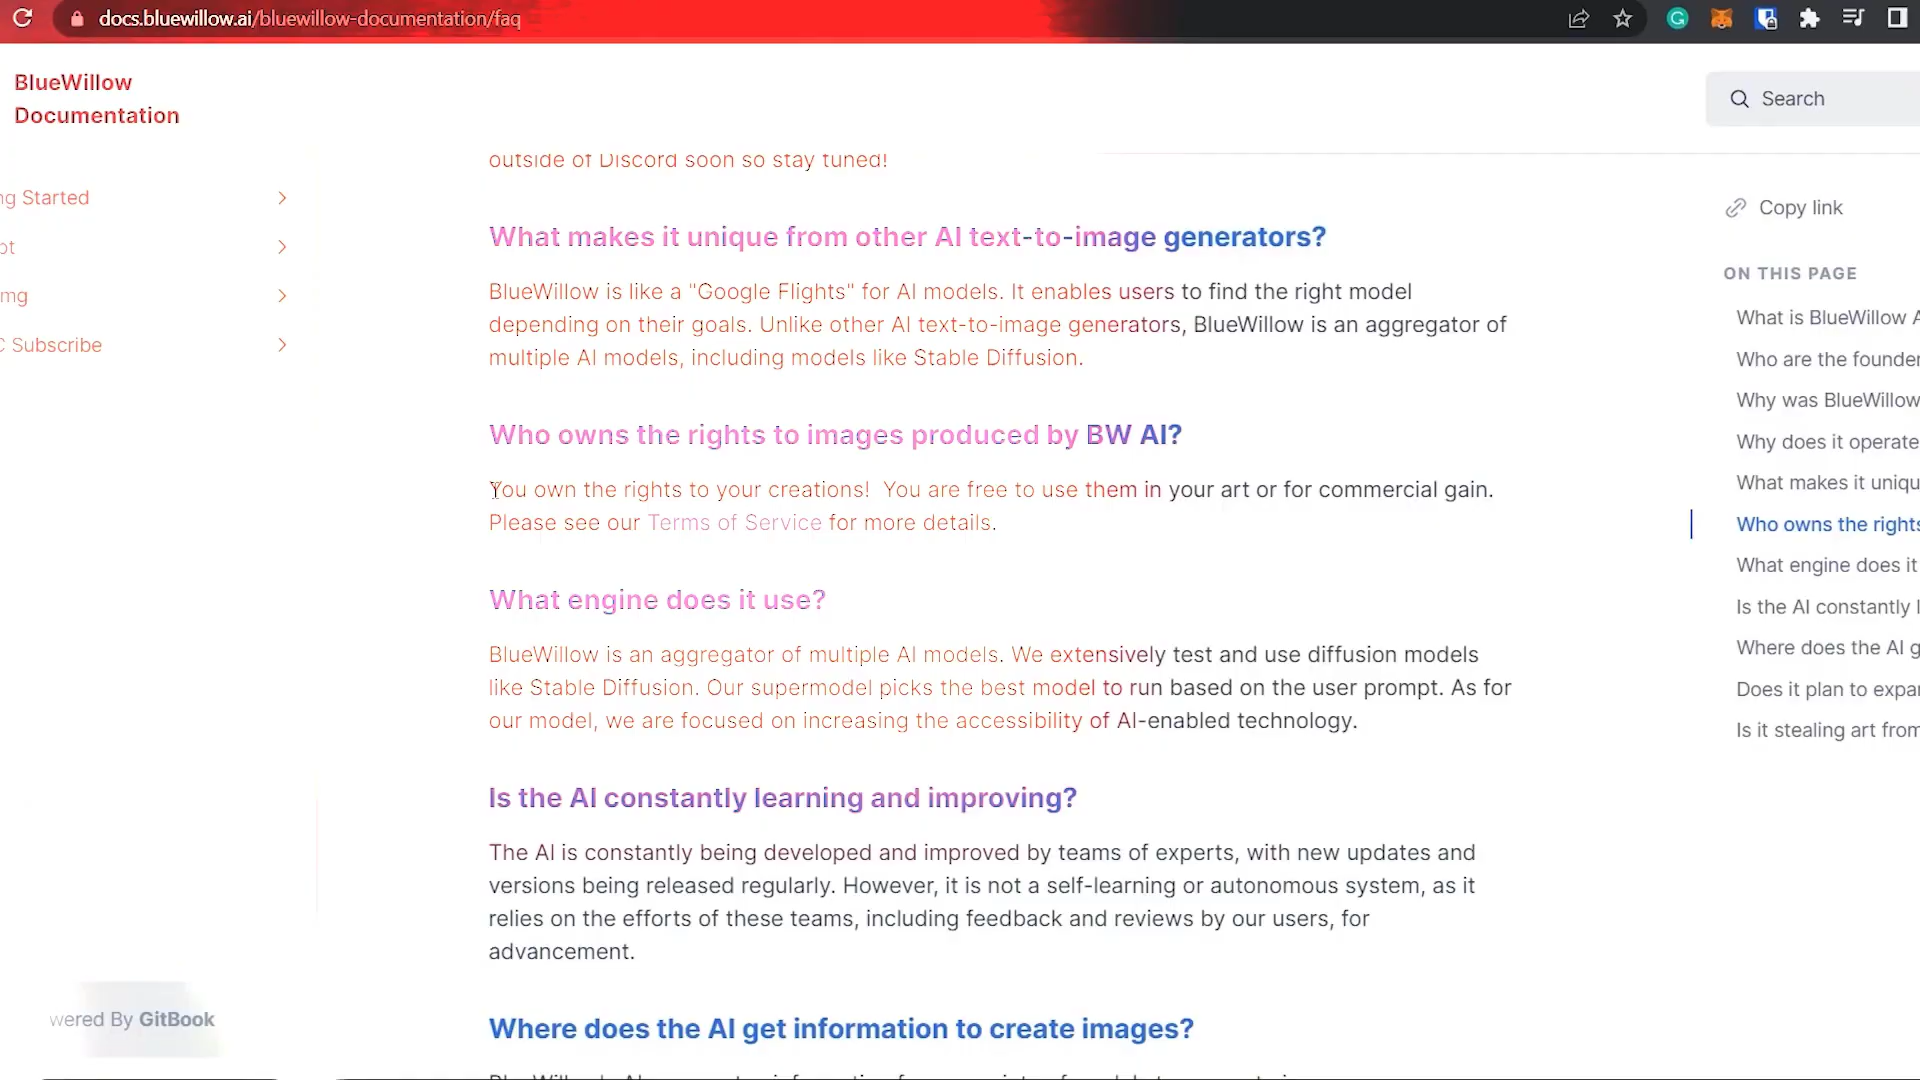 docs.bluewillow.ai/bluewillow-documentation/faq
BlueWillow
Documentation
Search
ng Started
pt
mg
C Subscribe
outside of Discord soon so stay tuned!
What makes it unique from other AI text-to-image generators?
BlueWillow is like a "Google Flights" for AI models. It enables users to find the right model
depending on their goals. Unlike other AI text-to-image generators, BlueWillow is an aggregator of
multiple AI models, including models like Stable Diffusion.
Who owns the rights to images produced by BW AI?
You own the rights to your creations! You are free to use them in your art or for commercial gain.
Please see our Terms of Service for more details.
What engine does it use?
BlueWillow is an aggregator of multiple AI models. We extensively test and use diffusion models
like Stable Diffusion. Our supermodel picks the best model to run based on the user prompt. As for
our model, we are focused on increasing the accessibility of AI-enabled technology.
Is the AI constantly learning and improving?
The AI is constantly being developed and improved by teams of experts, with new updates and
versions being released regularly. However, it is not a self-learning or autonomous system, as it
relies on the efforts of these teams, including feedback and reviews by our users, for
advancement.
Where does the AI get information to create images?
Copy link
ON THIS PAGE
What is BlueWillow A
Who are the founder
Why was BlueWillow
Why does it operate
What makes it uniqu
Who owns the rights
What engine does it
Is the AI constantly l
Where does the AI g
Does it plan to expa
Is it stealing art from
wered By GitBook